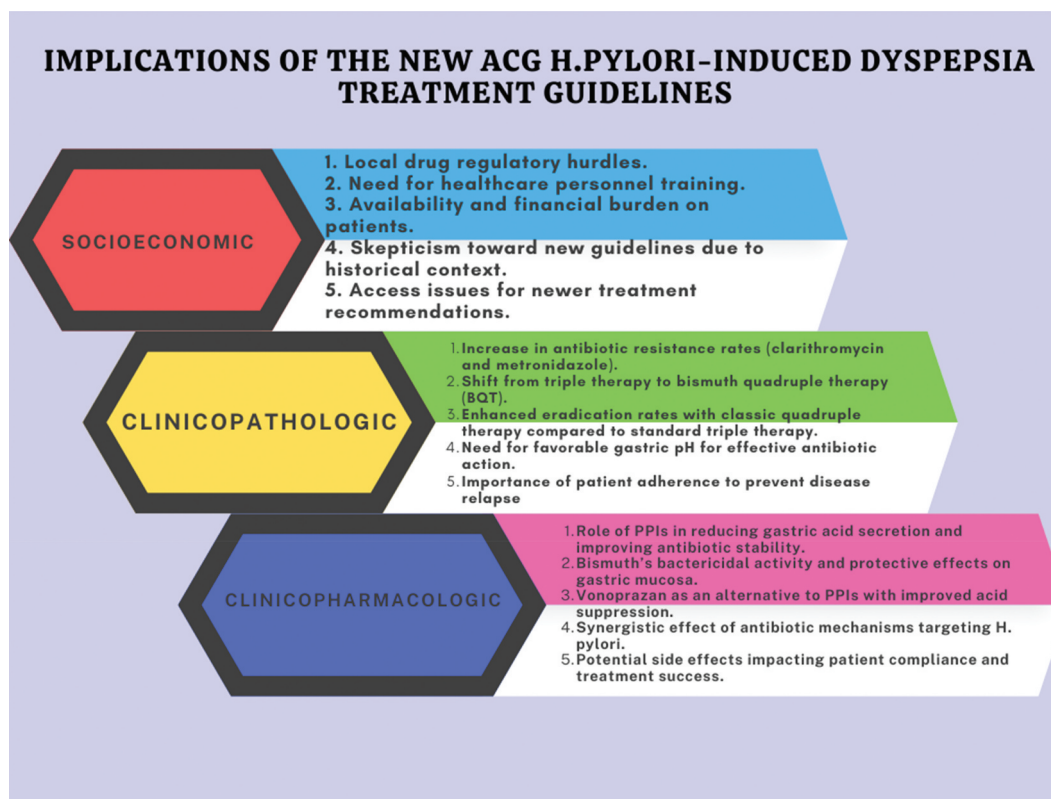 IMPLICATIONS OF THE NEW ACG H.PYLORI-INDUCED DYSPEPSIA
TREATMENT GUIDELINES
SOCIOECONOMIC
1. Local drug regulatory hurdles.
2. Need for healthcare personnel training.
3. Availability and financial burden on
patients.
4. Skepticism toward new guidelines due to
historical context.
5. Access issues for newer treatment
recommendations.
CLINICOPATHOLOGIC
1. Increase in antibiotic resistance rates (clarithromycin
and metronidazole).
2. Shift from triple therapy to bismuth quadruple therapy
(BQT).
3. Enhanced eradication rates with classic quadruple
therapy compared to standard triple therapy.
4. Need for favorable gastric pH for effective antibiotic
action.
5. Importance of patient adherence to prevent disease
relapse
CLINICOPHARMACOLOGIC
1. Role of PPIs in reducing gastric acid secretion and
improving antibiotic stability.
2. Bismuth's bactericidal activity and protective effects on
gastric mucosa.
3. Vonoprazan as an alternative to PPIs with improved acid
suppression.
4. Synergistic effect of antibiotic mechanisms targeting H.
pylori.
5. Potential side effects impacting patient compliance and
treatment success.